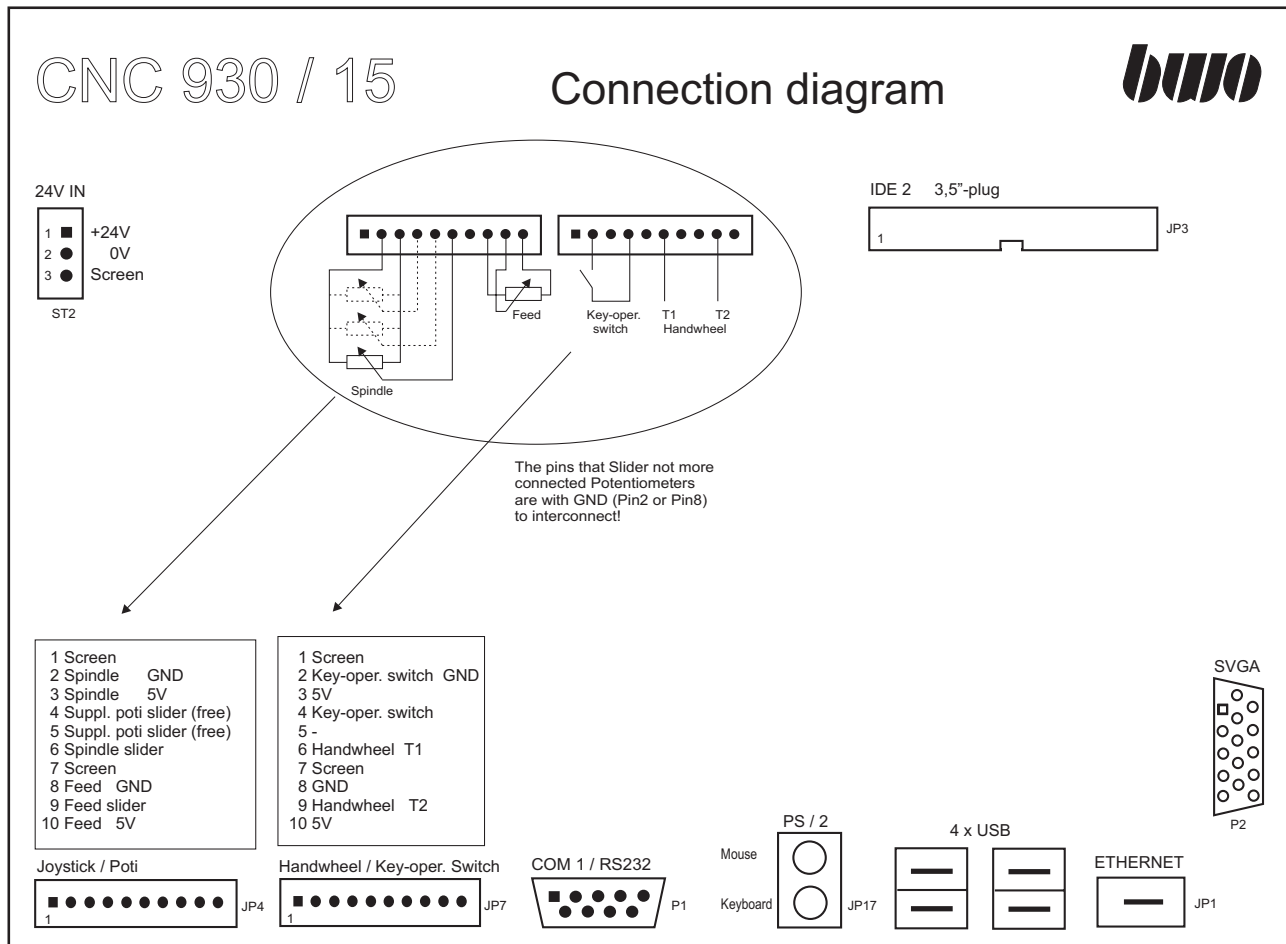 CNC 930 / 15
Connection diagram
bwo
24V IN
1 +24V
2 0V
3 Screen
ST2
IDE 2 3,5"-plug
1
JP3
Spindle
Feed
Key-oper.
switch
T1 T2
Handwheel
The pins that Slider not more
connected Potentiometers
are with GND (Pin2 or Pin8)
to interconnect!
1 Screen
2 Spindle GND
3 Spindle 5V
4 Suppl. poti slider (free)
5 Suppl. poti slider (free)
6 Spindle slider
7 Screen
8 Feed GND
9 Feed slider
10 Feed 5V
Joystick / Poti
1
JP4
1 Screen
2 Key-oper. switch GND
3 5V
4 Key-oper. switch
5 -
6 Handwheel T1
7 Screen
8 GND
9 Handwheel T2
10 5V
Handwheel / Key-oper. Switch
1
JP7
COM 1 / RS232
P1
PS / 2
Mouse
Keyboard
JP17
4 x USB
ETHERNET
JP1
SVGA
P2